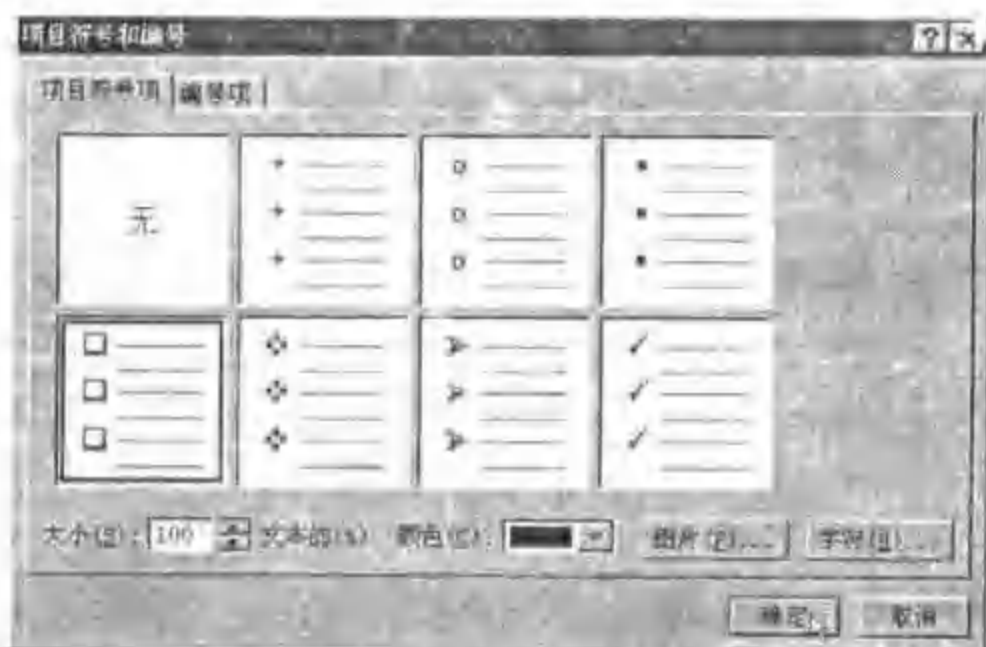 项目符号和编号
项目符号项 编号项
无
大小(S): 100 文本的(%) 颜色(C): 图片(P)... 字符(H)...
确定 取消